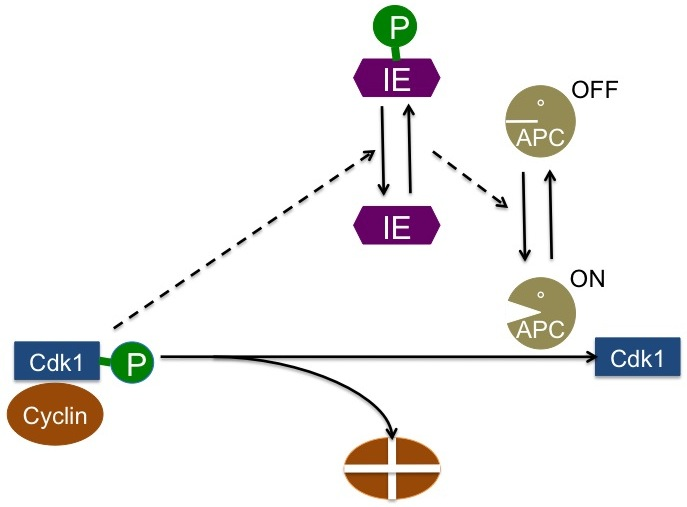 P
IE
OFF
APC
IE
ON
APC
Cdk1
P
Cdk1
Cyclin